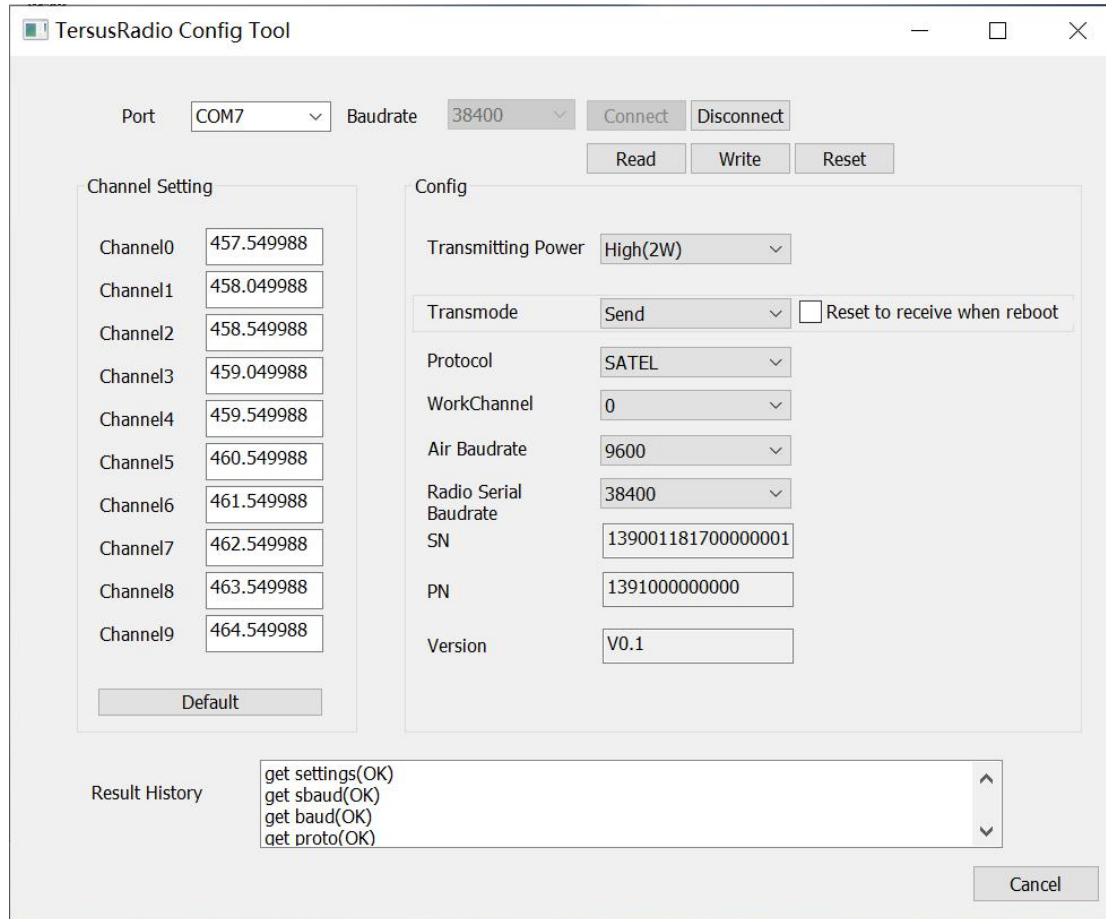 TersusRadio Config Tool
Port COM7 Baudrate 38400 Connect Disconnect
Read Write Reset
Channel Setting
Channel0 457.549988
Channel1 458.049988
Channel2 458.549988
Channel3 459.049988
Channel4 459.549988
Channel5 460.549988
Channel6 461.549988
Channel7 462.549988
Channel8 463.549988
Channel9 464.549988
Default
Config
Transmitting Power High(2W)
Transmode Send Reset to receive when reboot
Protocol SATEL
WorkChannel 0
Air Baudrate 9600
Radio Serial
Baudrate 38400
SN 139001181700000001
PN 1391000000000
Version V0.1
Result History
get settings(OK)
get sbaud(OK)
get baud(OK)
get proto(OK)
Cancel